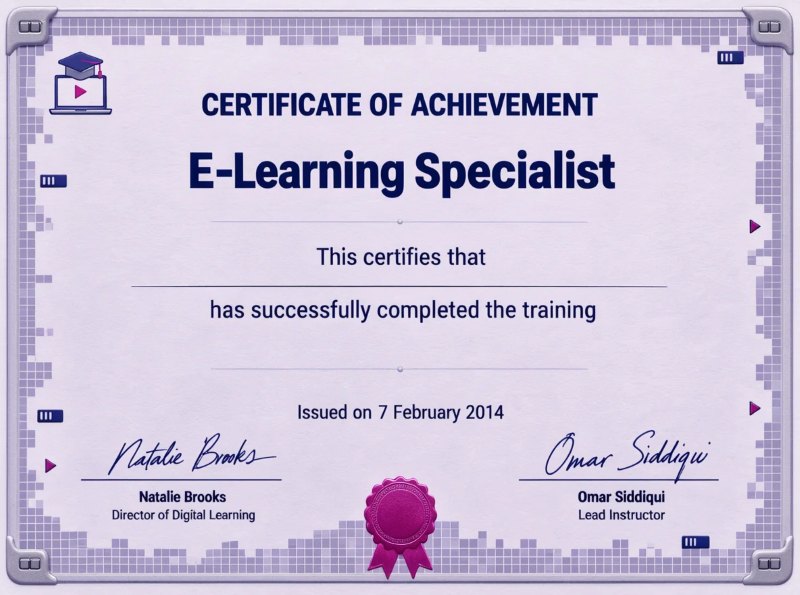 CERTIFICATE OF ACHIEVEMENT
E-Learning Specialist
This certifies that
has successfully completed the training
Issued on 7 February 2014
Natalie Brooks
Omar Siddiqui
Natalie Brooks
Omar Siddiqui
Director of Digital Learning
Lead Instructor